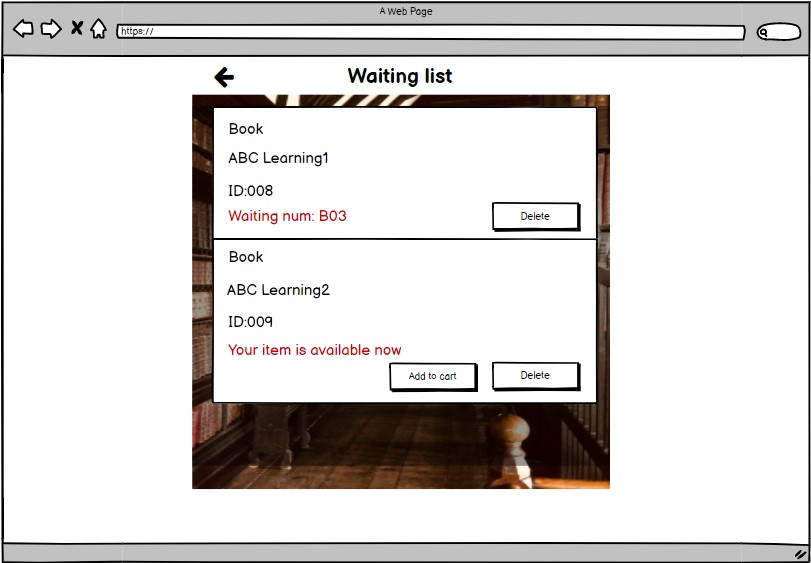 A Web Page
https://
Waiting list
Book
ABC Learning1
ID:008
Waiting num: B03
Delete
Book
ABC Learning2
ID:009
Your item is available now
Add to cart
Delete